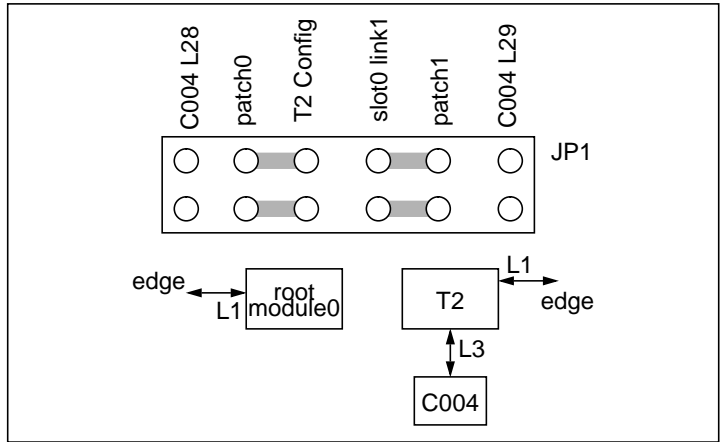 C004 L28
patch0
T2 Config
slot0 link1
patch1
C004 L29
JP1
edge
L1
root
module0
T2
L1
edge
L3
C004